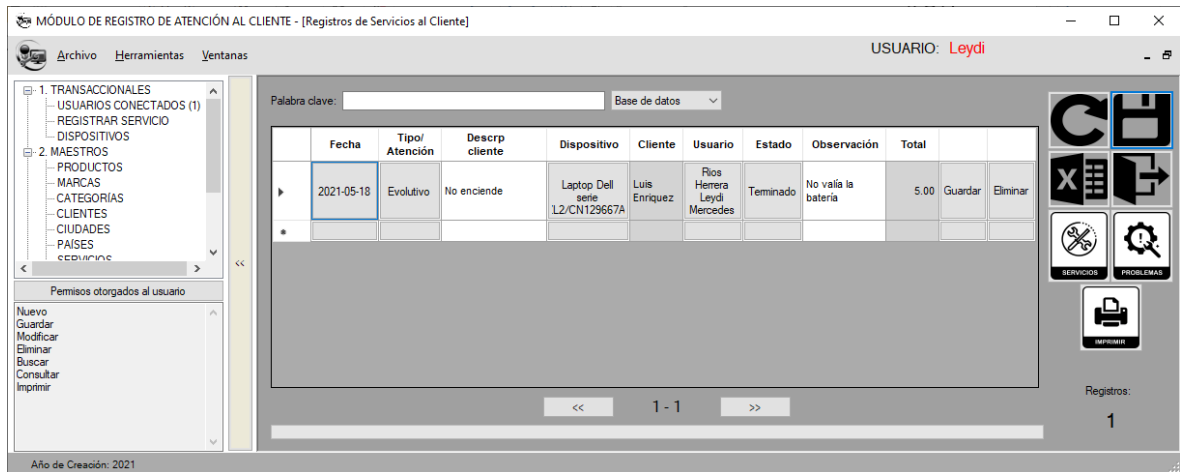 MÓDULO DE REGISTRO DE ATENCIÓN AL CLIENTE - [Registros de Servicios al Cliente]
Archivo Herramientas Ventanas
USUARIO: Leydi
1. TRANSACCIONALES
USUARIOS CONECTADOS (1)
REGISTRAR SERVICIO
DISPOSITIVOS
2. MAESTROS
PRODUCTOS
MARCAS
CATEGORÍAS
CLIENTES
CIUDADES
PAÍSES
SERVICIOS
<<
Permisos otorgados al usuario
Nuevo
Guardar
Modificar
Eliminar
Buscar
Consultar
Imprimir
Palabra clave: Base de datos
Fecha Tipo/ Atención Descrp cliente Dispositivo Cliente Usuario Estado Observación Total
2021-05-18 Evolutivo No enciende Laptop Dell serie 1L2/CN129667A Luis Enriquez Rios Herrera Leydi Mercedes Terminado No valía la batería 5.00 Guardar Eliminar
<< 1 - 1 >>
X
SERVICIOS
PROBLEMAS
IMPRIMIR
Registros:
1
Año de Creación: 2021